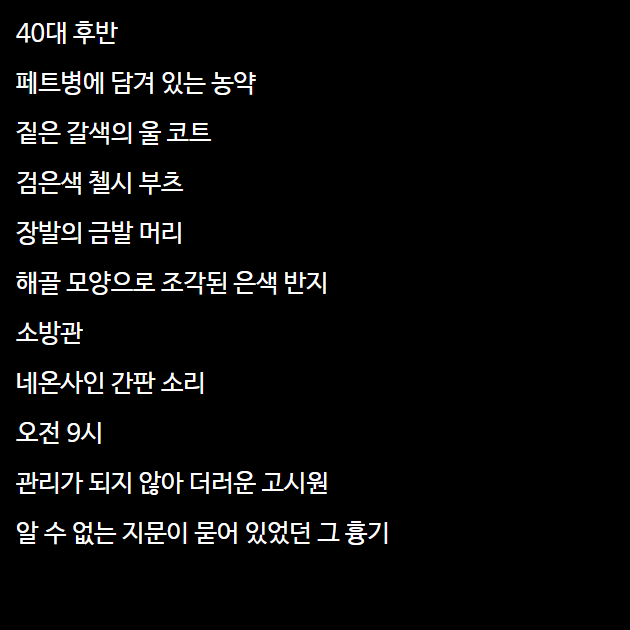 40대 후반
페트병에 담겨 있는 농약
짙은 갈색의 울 코트
검은색 첼시 부츠
장발의 금발 머리
해골 모양으로 조각된 은색 반지
소방관
네온사인 간판 소리
오전 9시
관리가 되지 않아 더러운 고시원
알 수 없는 지문이 묻어 있었던 그 흉기